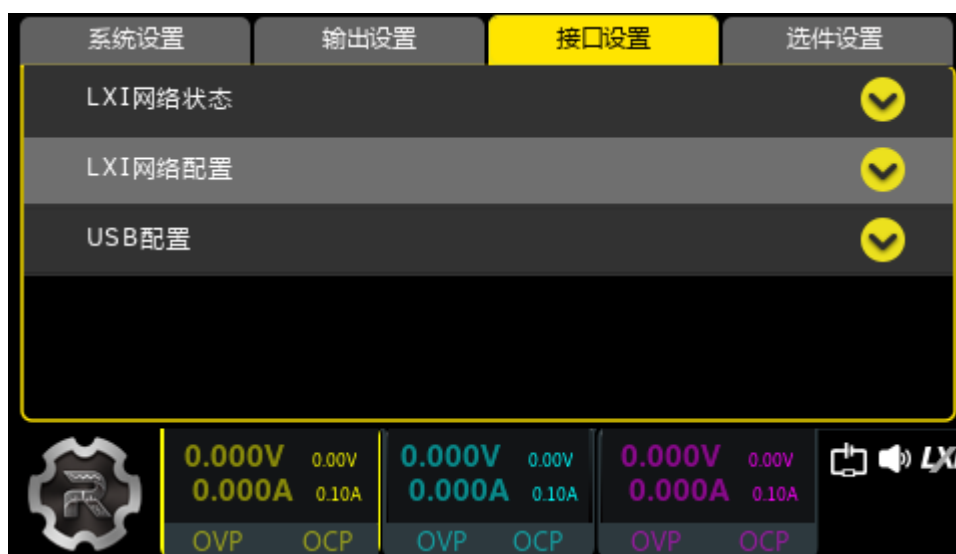 系统设置 输出设置 接口设置 选件设置
LXI网络状态
LXI网络配置
USB配置
0.000V 0.00V 0.000V 0.00V 0.000V 0.00V
0.000A 0.10A 0.000A 0.10A 0.000A 0.10A
OVP OCP OVP OCP OVP OCP
R